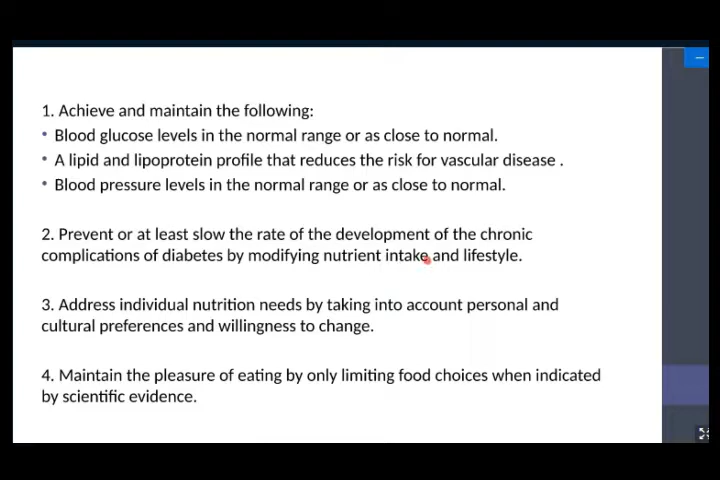 1. Achieve and maintain the following:
• Blood glucose levels in the normal range or as close to normal.
• A lipid and lipoprotein profile that reduces the risk for vascular disease .
• Blood pressure levels in the normal range or as close to normal.
2. Prevent or at least slow the rate of the development of the chronic
complications of diabetes by modifying nutrient intake and lifestyle.
3. Address individual nutrition needs by taking into account personal and
cultural preferences and willingness to change.
4. Maintain the pleasure of eating by only limiting food choices when indicated
by scientific evidence.